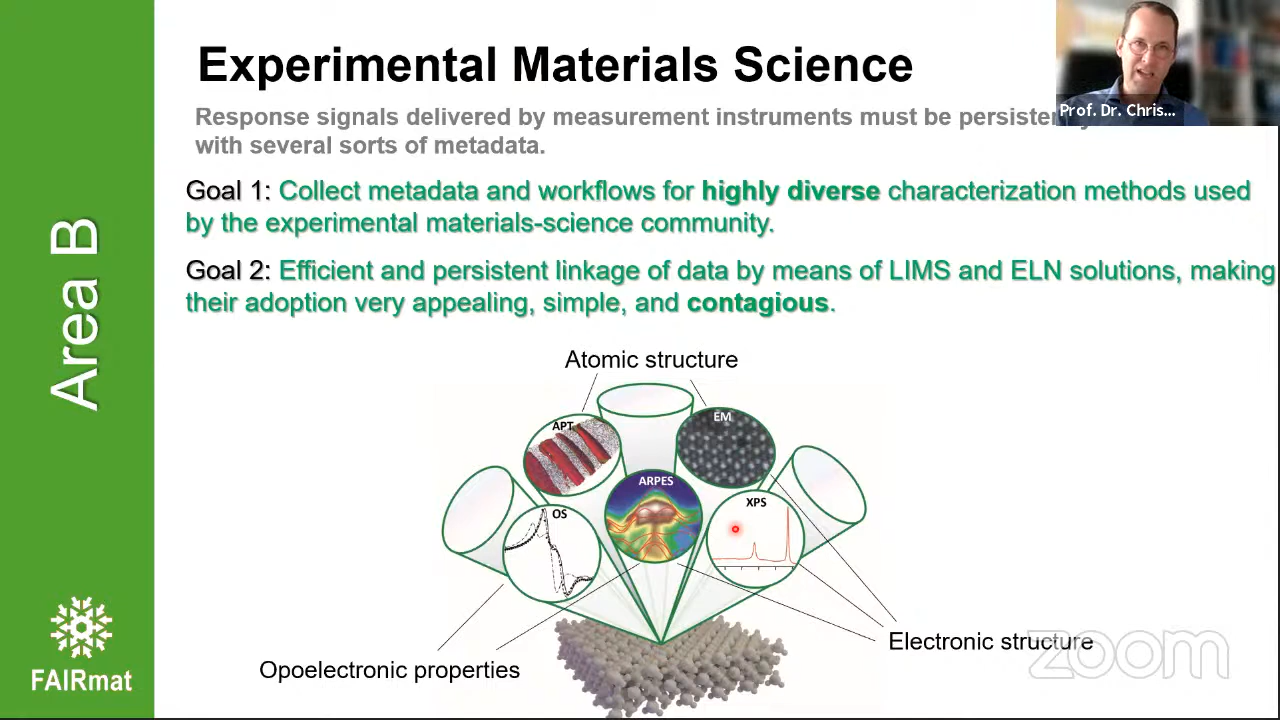 Experimental Materials Science
Prof. Dr. Chris...
Response signals delivered by measurement instruments must be
with several sorts of metadata.
Goal 1: Collect metadata and workflows for highly diverse characterization methods used
by the experimental materials-science community.
Goal 2: Efficient and persistent linkage of data by means of LIMS and ELN solutions, making
their adoption very appealing, simple, and contagious.
Area B
Atomic structure
APT
EM
ARPES
XPS
OS
Electronic structure
zoom
Opoelectronic properties
FAIRmat